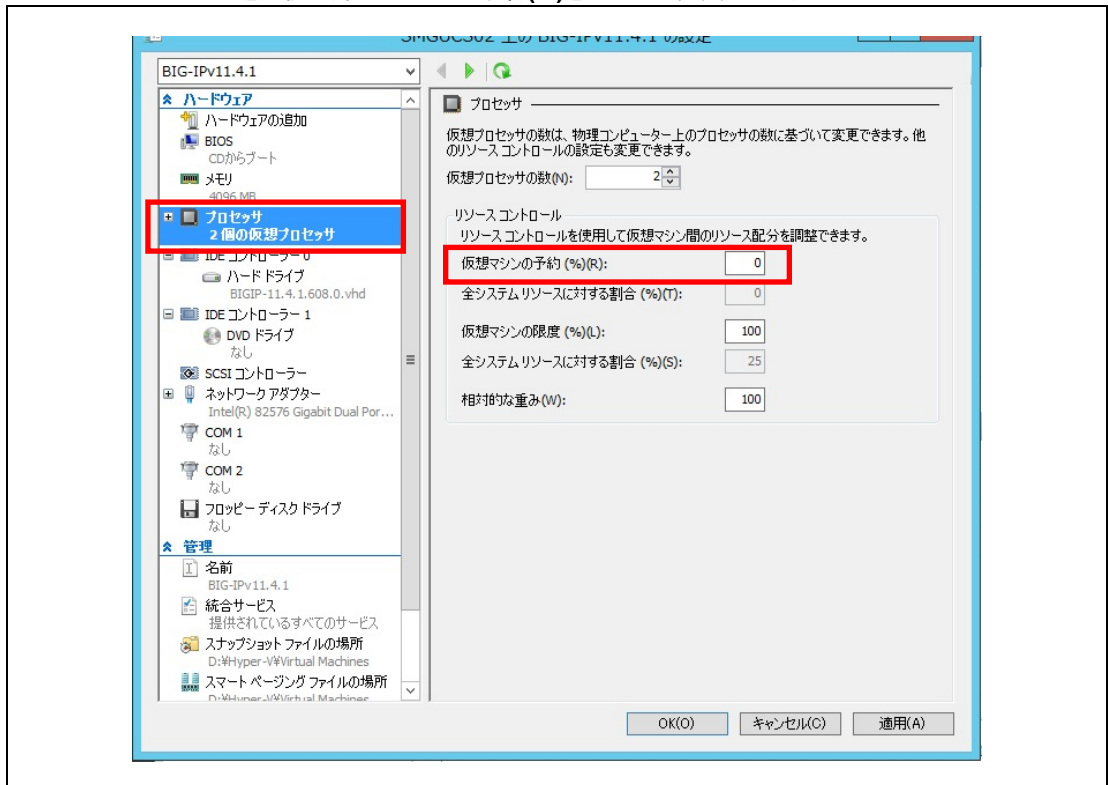 SMGUCS02 上の BIG-IPv11.4.1 の設定
BIG-IPv11.4.1
ハードウェア
ハードウェアの追加
BIOS
CDからブート
メモリ
4096 MB
プロセッサ
2 個の仮想プロセッサ
IDE コントローラー 0
ハード ドライブ
BIGIP-11.4.1.608.0.vhd
IDE コントローラー 1
DVD ドライブ
なし
SCSI コントローラー
ネットワーク アダプター
Intel(R) 82576 Gigabit Dual Por...
COM 1
なし
COM 2
なし
フロッピー ディスク ドライブ
なし
管理
名前
BIG-IPv11.4.1
統合サービス
提供されているすべてのサービス
スナップショット ファイルの場所
D:¥Hyper-V¥Virtual Machines
スマート ページング ファイルの場所
D:¥Hyper-V¥Virtual Machines
プロセッサ
仮想プロセッサの数は、物理コンピューター上のプロセッサの数に基づいて変更できます。他
のリソース コントロールの設定も変更できます。
仮想プロセッサの数(N): 2
リソース コントロール
リソース コントロールを使用して仮想マシン間のリソース配分を調整できます。
仮想マシンの予約 (%)(R): 0
全システム リソースに対する割合 (%)(T): 0
仮想マシンの限度 (%)(L): 100
全システム リソースに対する割合 (%)(S): 25
相対的な重み(W): 100
OK(O) キャンセル(C) 適用(A)